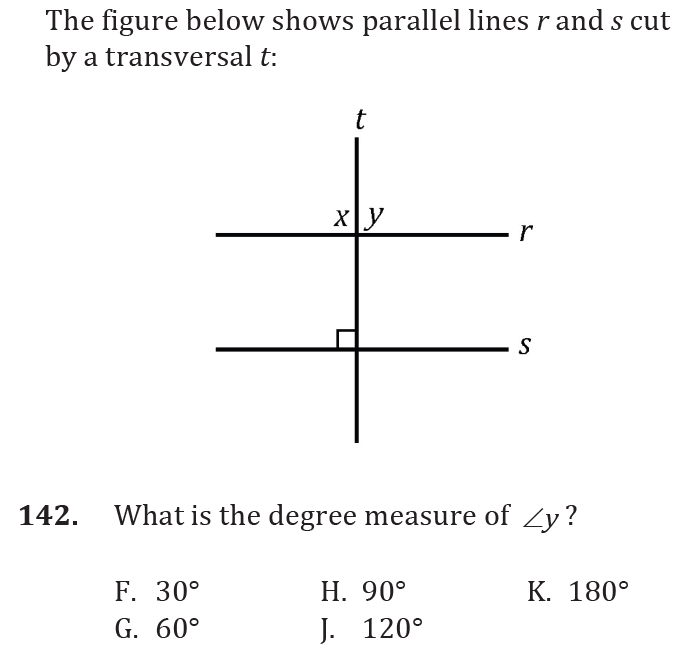 The figure below shows parallel lines r and s cut
by a transversal t:
t
x y
r
s
142. What is the degree measure of ∠y?
F. 30° H. 90° K. 180°
G. 60° J. 120°